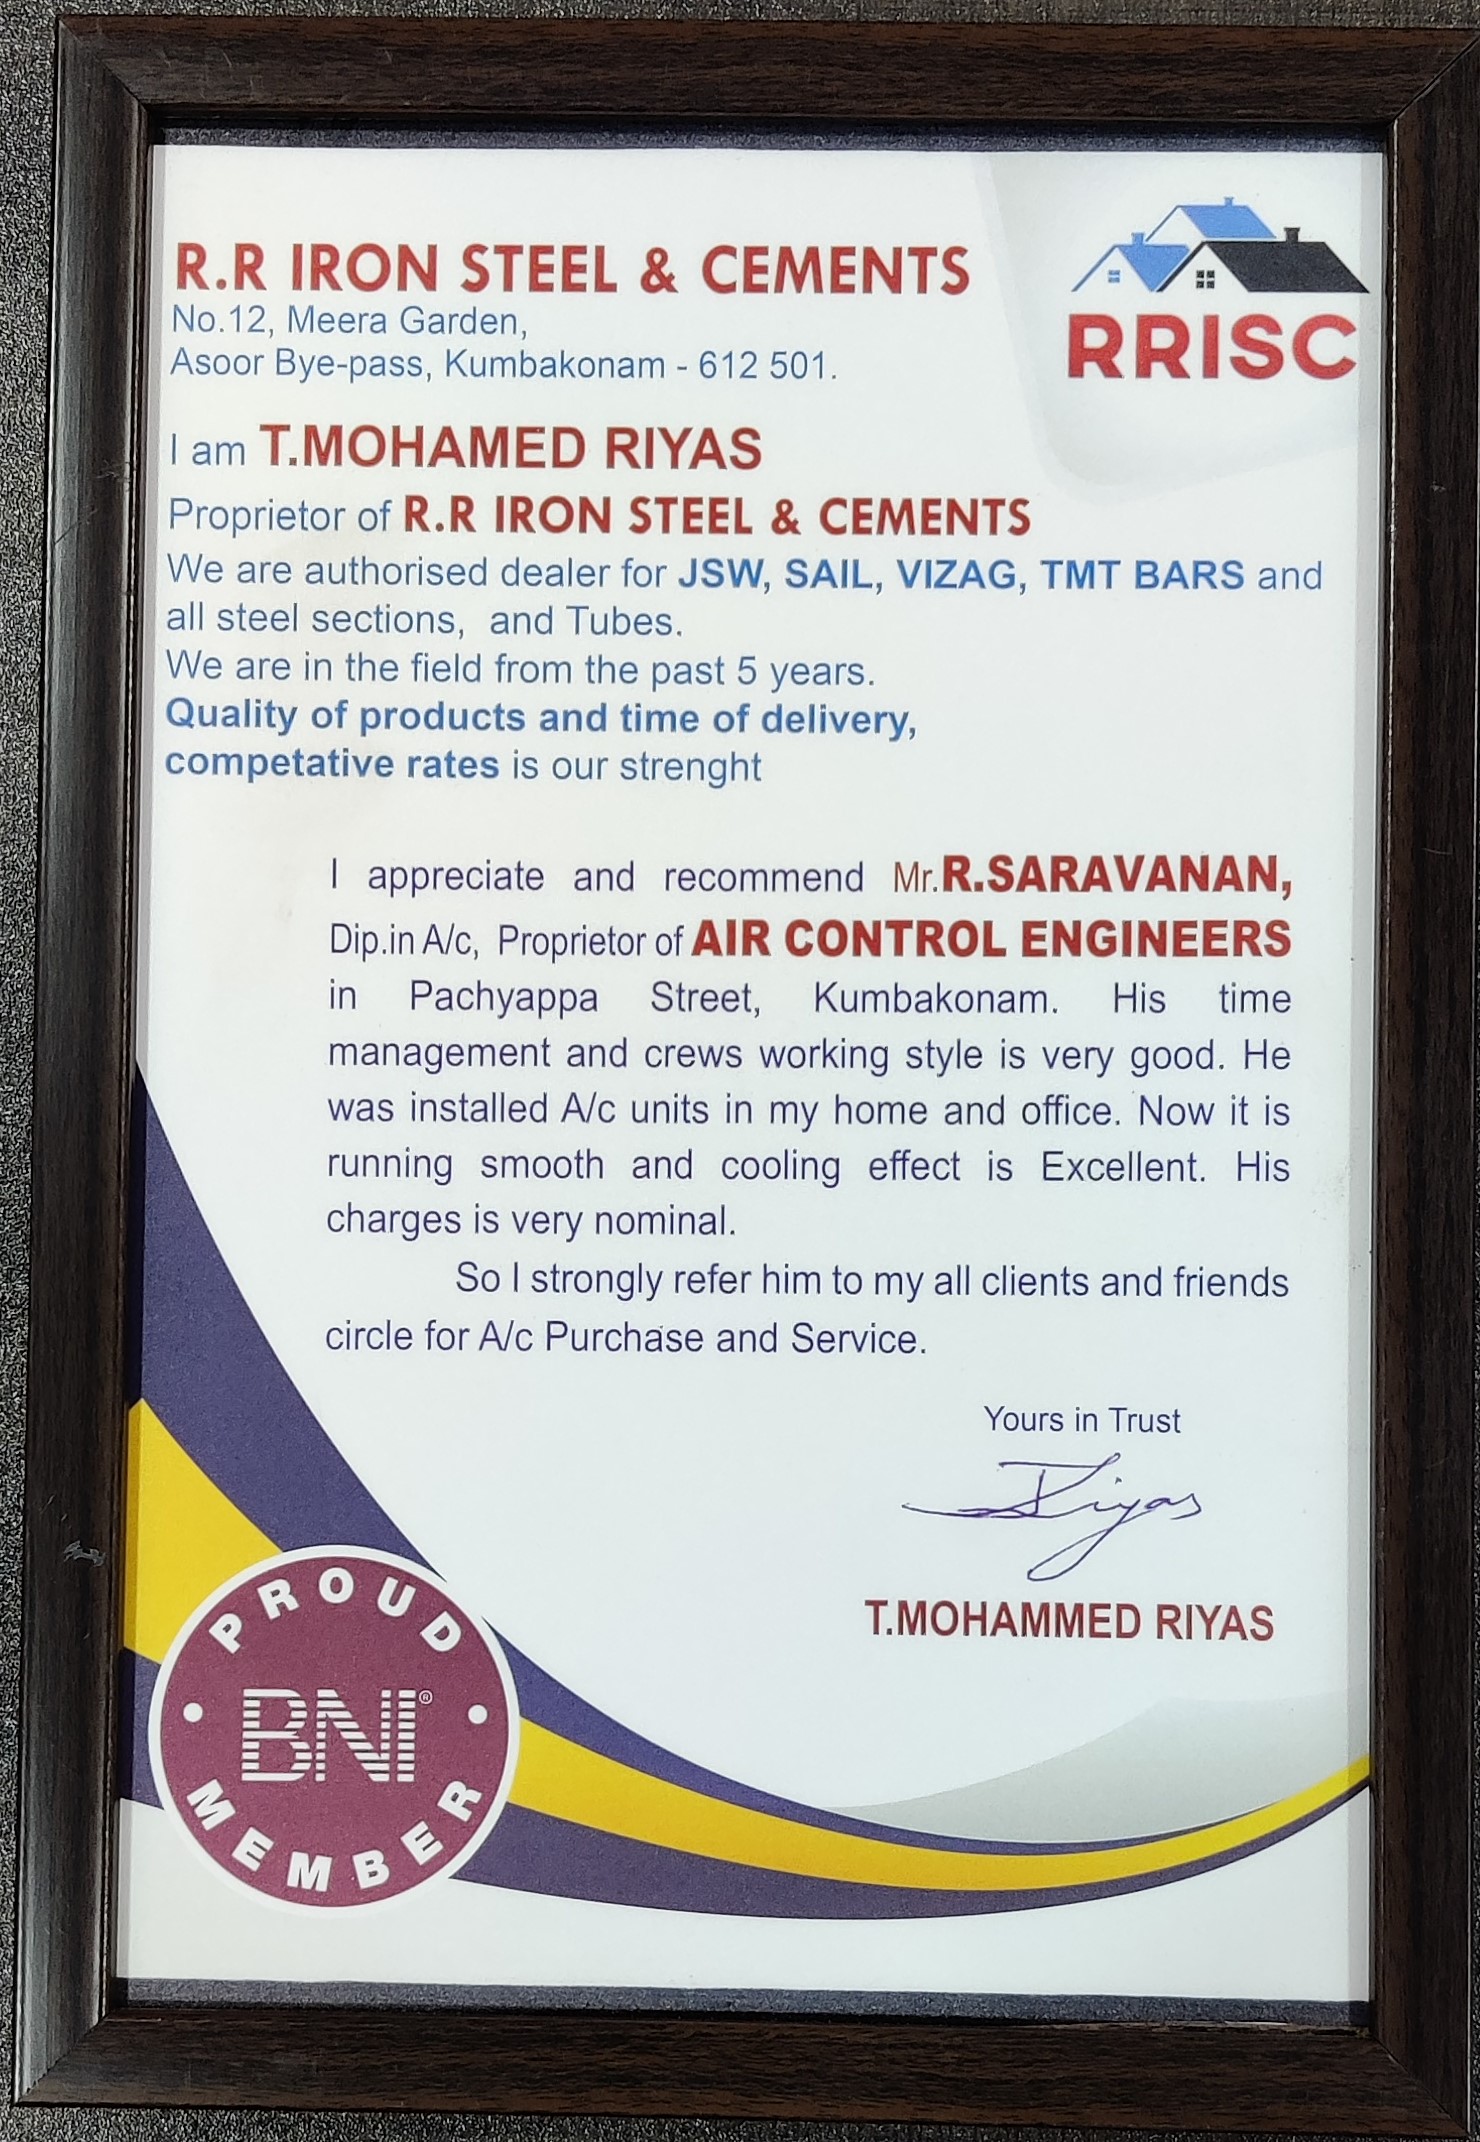 R.R IRON STEEL & CEMENTS
No.12, Meera Garden,
Asoor Bye-pass, Kumbakonam - 612 501.
RRISC
I am T.MOHAMED RIYAS
Proprietor of R.R IRON STEEL & CEMENTS
We are authorised dealer for JSW, SAIL, VIZAG, TMT BARS and
all steel sections, and Tubes.
We are in the field from the past 5 years.
Quality of products and time of delivery,
competative rates is our strenght
I appreciate and recommend Mr.R.SARAVANAN,
Dip.in A/c, Proprietor of AIR CONTROL ENGINEERS
in Pachyappa Street, Kumbakonam. His time
management and crews working style is very good. He
was installed A/c units in my home and office. Now it is
running smooth and cooling effect is Excellent. His
charges is very nominal.
So I strongly refer him to my all clients and friends
circle for A/c Purchase and Service.
Yours in Trust
Riyas
T.MOHAMMED RIYAS
PROUD
BNI®
MEMBER